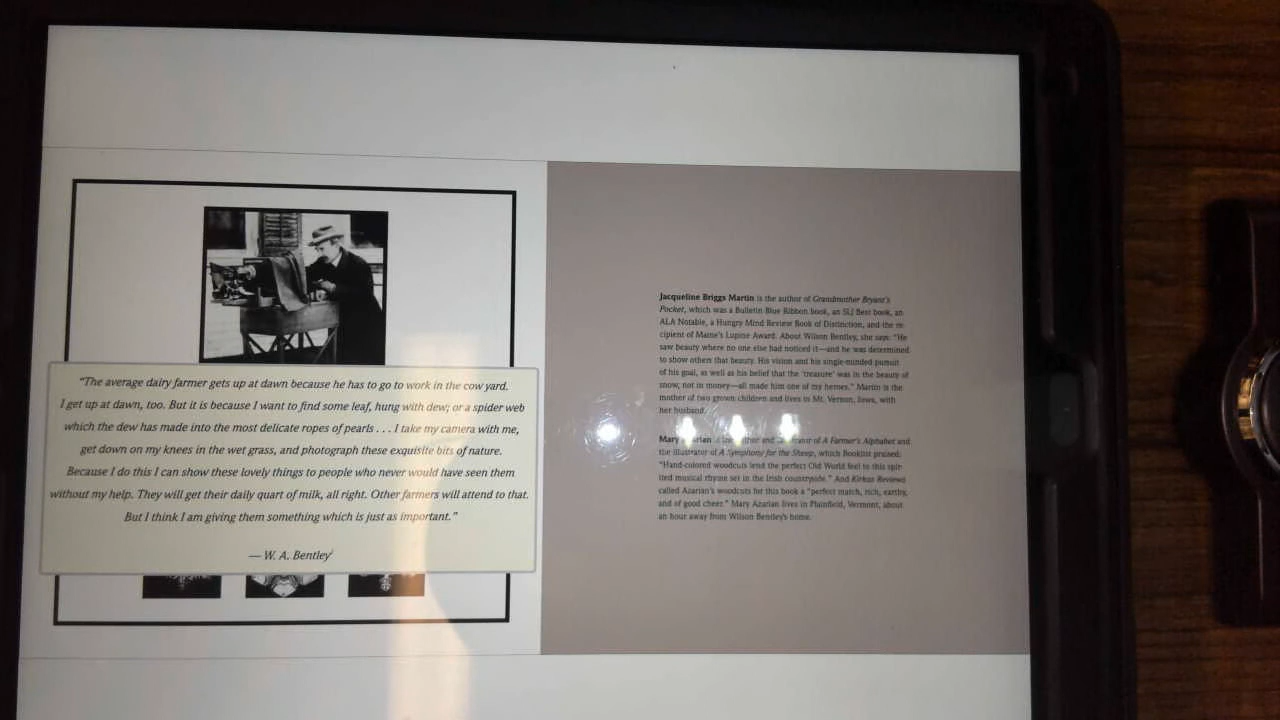 "The average dairy farmer gets up at dawn because he has to go to work in the cow yard.
I get up at dawn, too. But it is because I want to find some leaf, hung with dew; or a spider web
which the dew has made into the most delicate ropes of pearls . . . I take my camera with me,
get down on my knees in the wet grass, and photograph these exquisite bits of nature.
Because I do this I can show these lovely things to people who never would have seen them
without my help. They will get their daily quart of milk, all right. Other farmers will attend to that.
But I think I am giving them something which is just as important."
— W. A. Bentley
Jacqueline Briggs Martin is the author of Grandmother Bryant's
Pocket, which was a Bulletin Blue Ribbon book, an SLJ Best book, an
ALA Notable, a Hungry Mind Review Book of Distinction, and the re-
cipient of Maine's Lupine Award. About Wilson Bentley, she says: "He
saw beauty where no one else had noticed it—and he was determined
to show others that beauty. His vision and his single-minded pursuit
of his goal, as well as his belief that the 'treasure' was in the beauty of
snow, not in money—all made him one of my heroes." Martin is the
mother of two grown children and lives in Mt. Vernon, Iowa, with
her husband.
Mary Azarian and of A Farmer's Alphabet and
the illustrator of A Symphony for the Sheep, which Booklist praised:
"Hand-colored woodcuts lend the perfect Old World feel to this spir-
ited musical rhyme set in the Irish countryside." And Kirkus Reviews
called Azarian's woodcuts for this book a "perfect match, rich, earthy,
and of good cheer." Mary Azarian lives in Plainfield, Vermont, about
an hour away from Wilson Bentley's home.